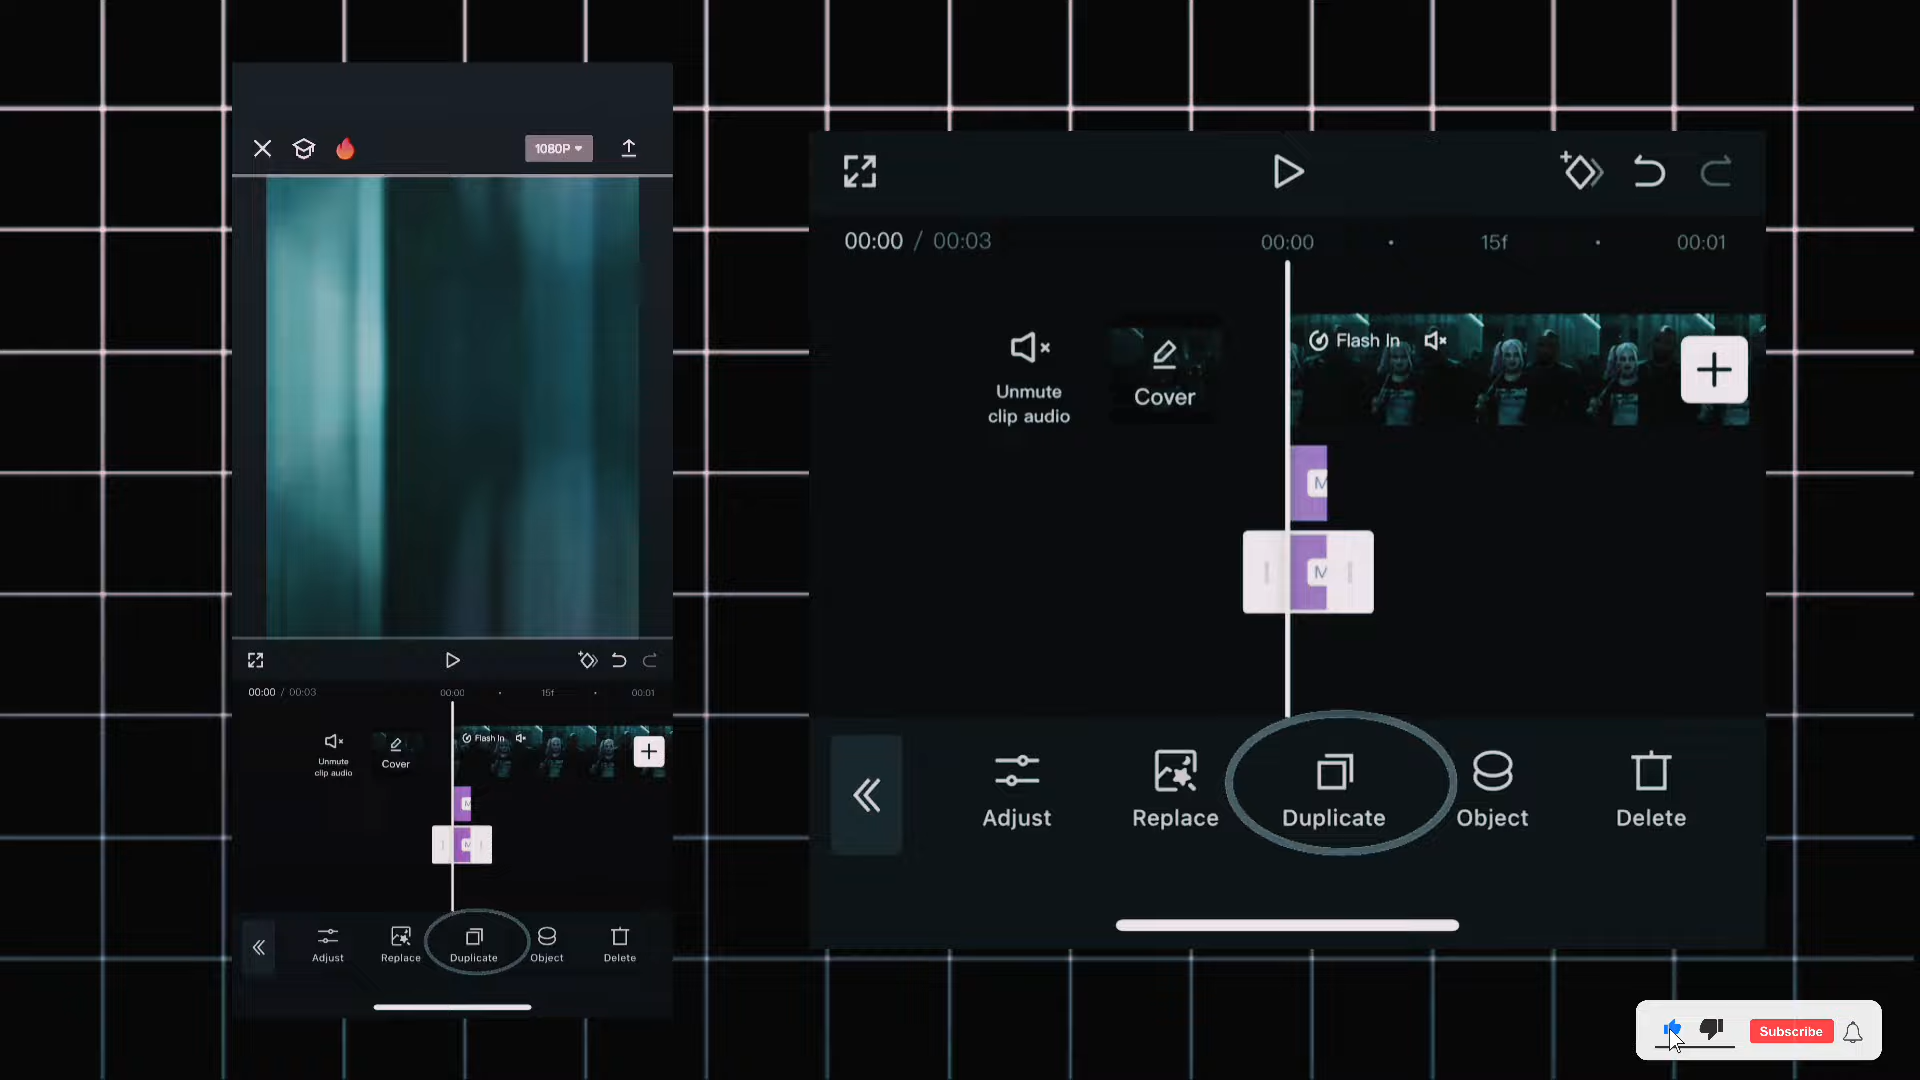 1080P
00:00 / 00:03
00:00
15f
00:01
Flash In
Unmute
clip audio
Cover
M
M
Adjust
Replace
Duplicate
Object
Delete
00:00 / 00:03
00:00
15f
00:01
Flash In
Unmute
clip audio
Cover
M
M
Adjust
Replace
Duplicate
Object
Delete
Subscribe